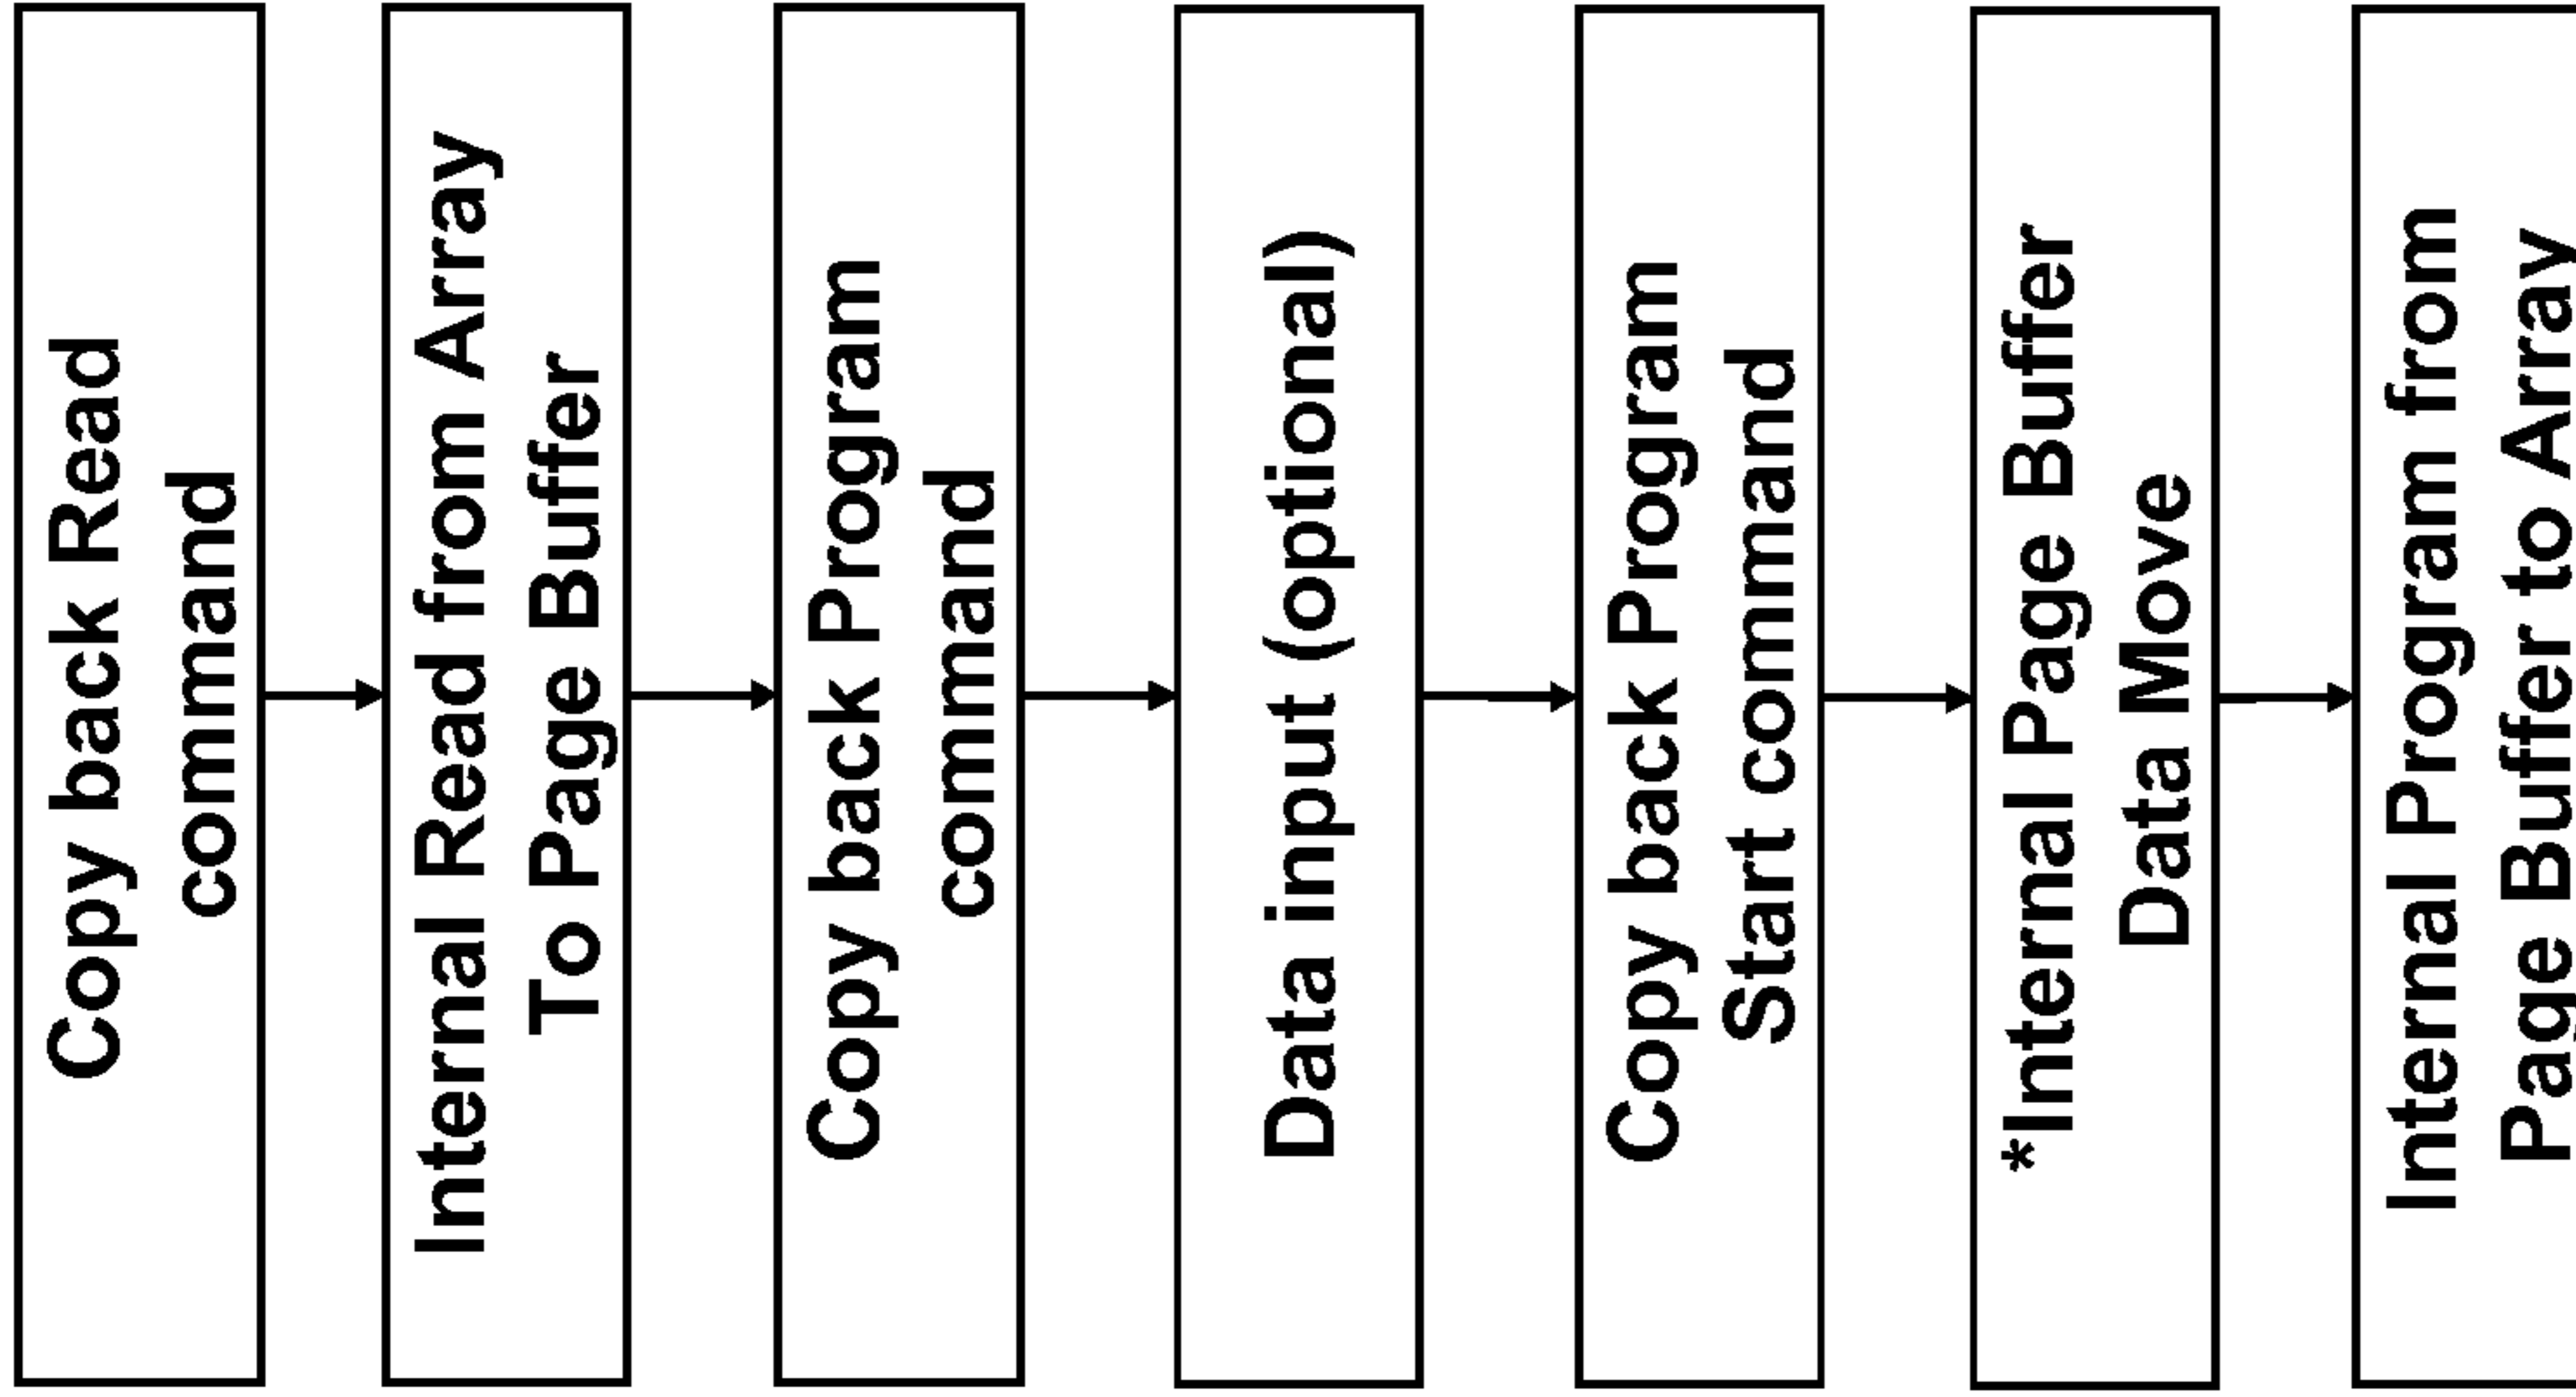 Copy back Read
command
Internal Read from Array
To Page Buffer
Copy back Program
command
Data input (optional)
Copy back Program
Start command
*Internal Page Buffer
Data Move
Internal Program from
Page Buffer to Array